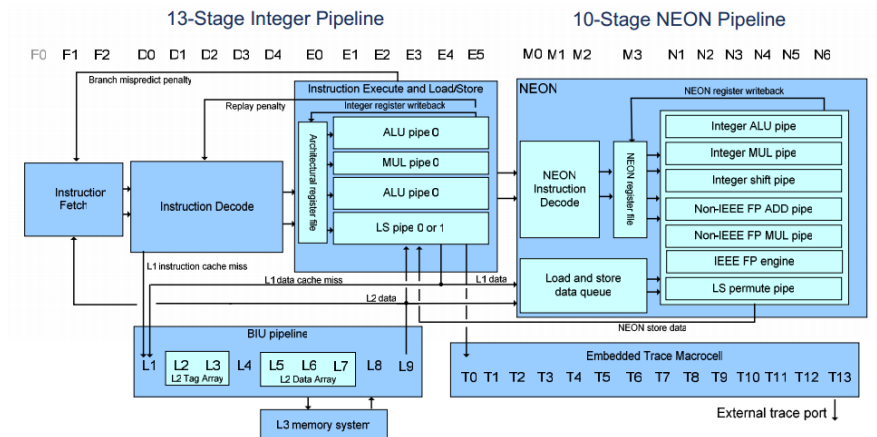 13-Stage Integer Pipeline
10-Stage NEON Pipeline
F0 F1 F2 D0 D1 D2 D3 D4 E0 E1 E2 E3 E4 E5 M0 M1 M2 M3 N1 N2 N3 N4 N5 N6
Branch mispredict penalty
Replay penalty
Instruction Execute and Load/Store
Integer register writeback
Architectural register file
ALU pipe 0
MUL pipe 0
ALU pipe 0
LS pipe 0 or 1
Instruction
Fetch
Instruction Decode
NEON
NEON register writeback
NEON
Instruction
Decode
NEON register file
Integer ALU pipe
Integer MUL pipe
Integer shift pipe
Non-IEEE FP ADD pipe
Non-IEEE FP MUL pipe
IEEE FP engine
LS permute pipe
Load and store
data queue
L1 instruction cache miss
L1 data cache miss
L1 data
L2 data
NEON store data
BIU pipeline
L1 L2 L3 L4 L5 L6 L7 L8 L9
L2 Tag Array
L2 Data Array
L3 memory system
Embedded Trace Macrocell
T0 T1 T2 T3 T4 T5 T6 T7 T8 T9 T10 T11 T12 T13
External trace port